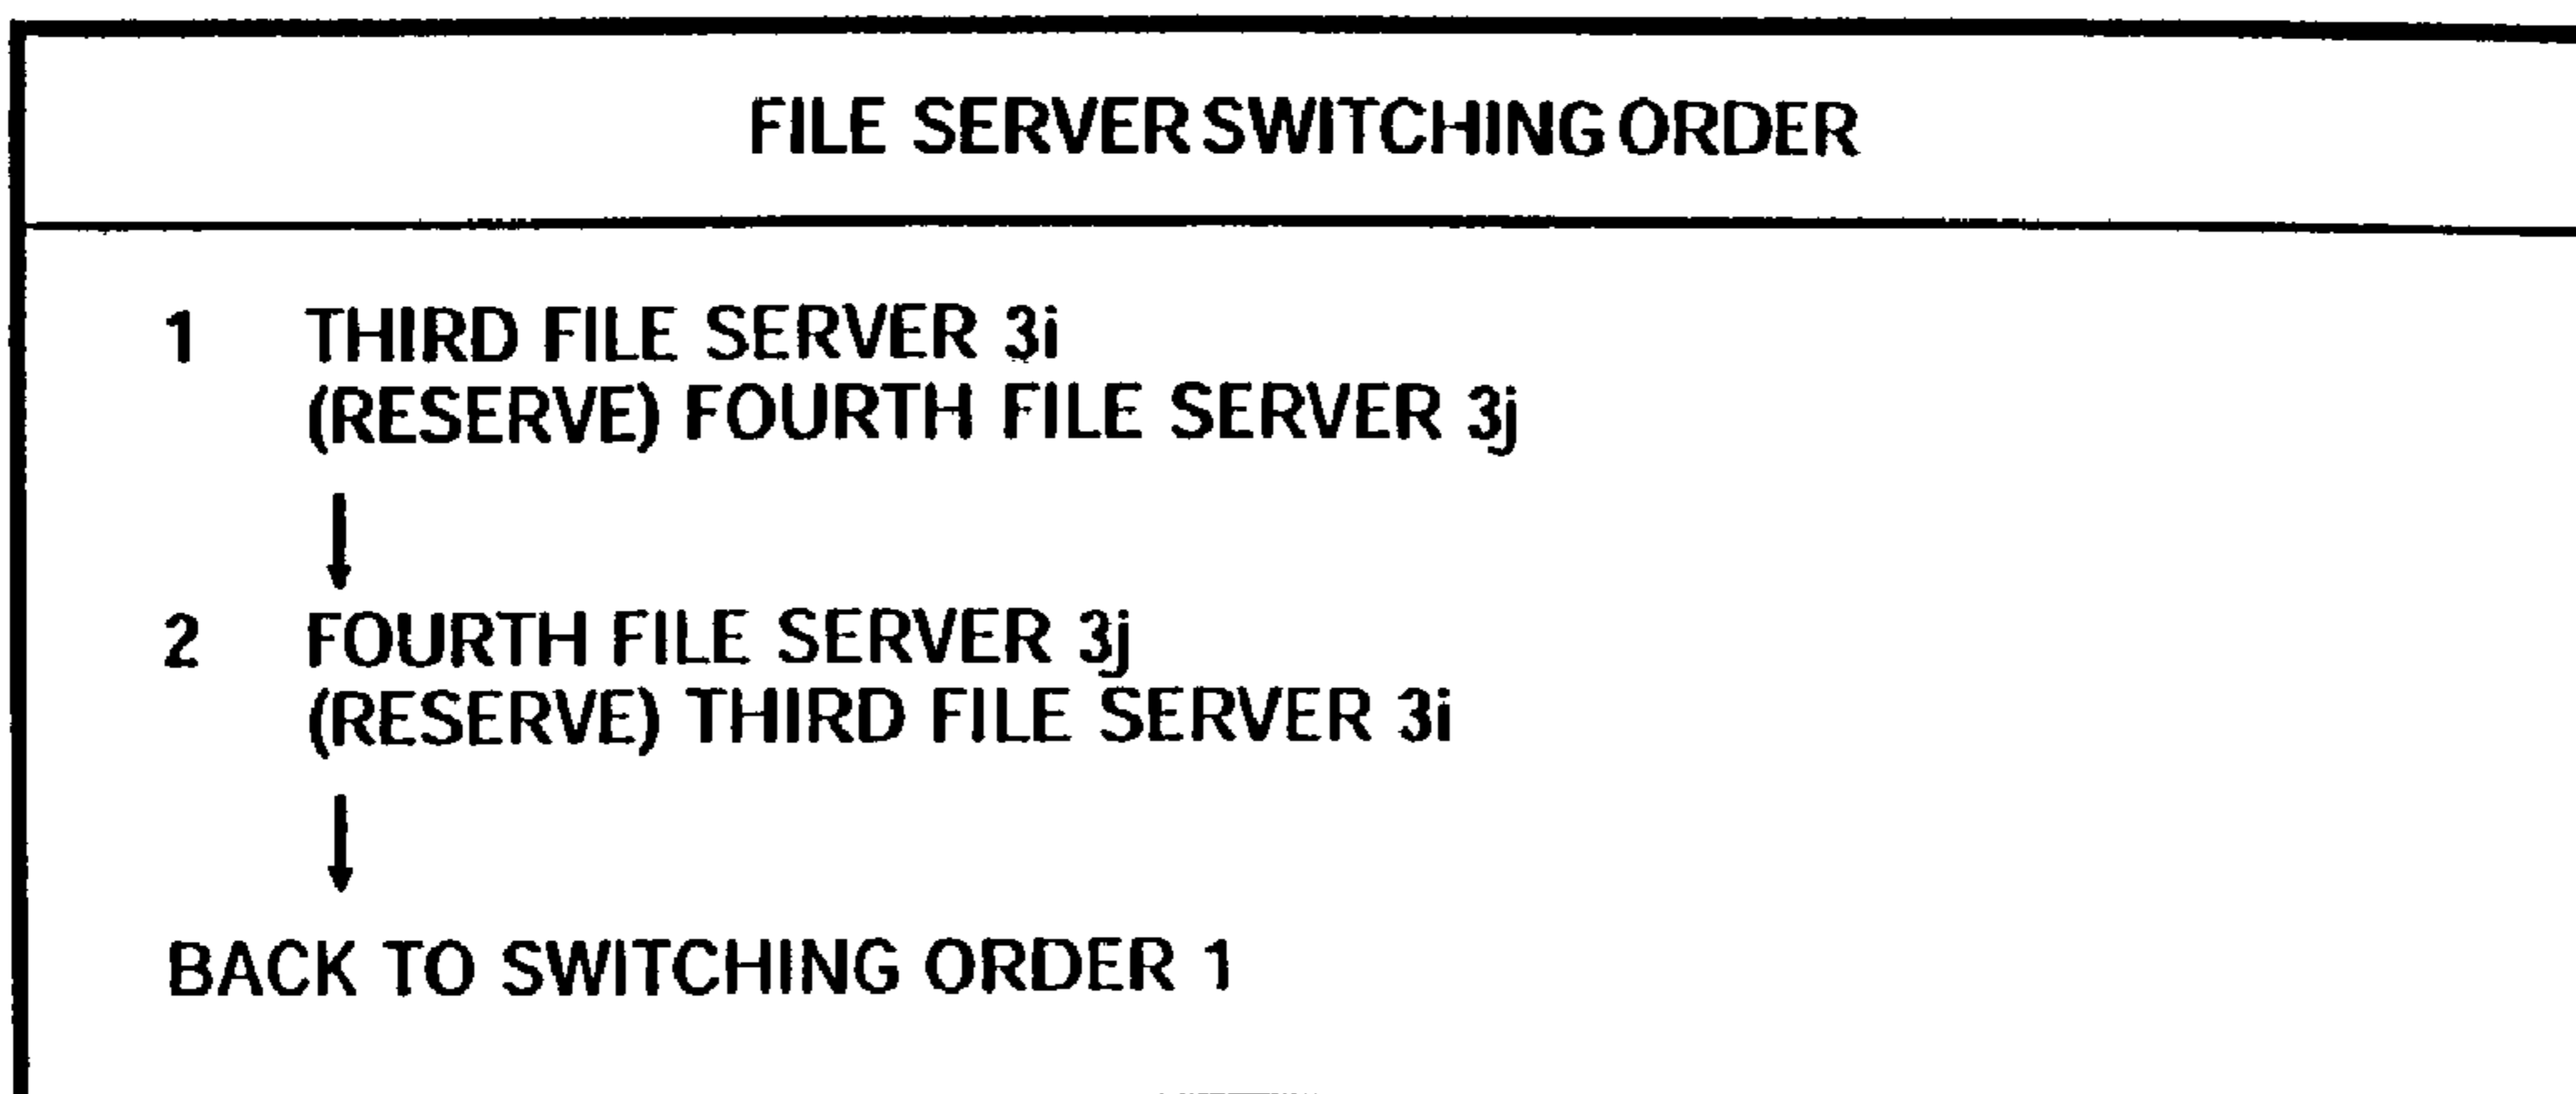 FILE SERVER SWITCHING ORDER
1 THIRD FILE SERVER 3i
(RESERVE) FOURTH FILE SERVER 3j
2 FOURTH FILE SERVER 3j
(RESERVE) THIRD FILE SERVER 3i
BACK TO SWITCHING ORDER 1